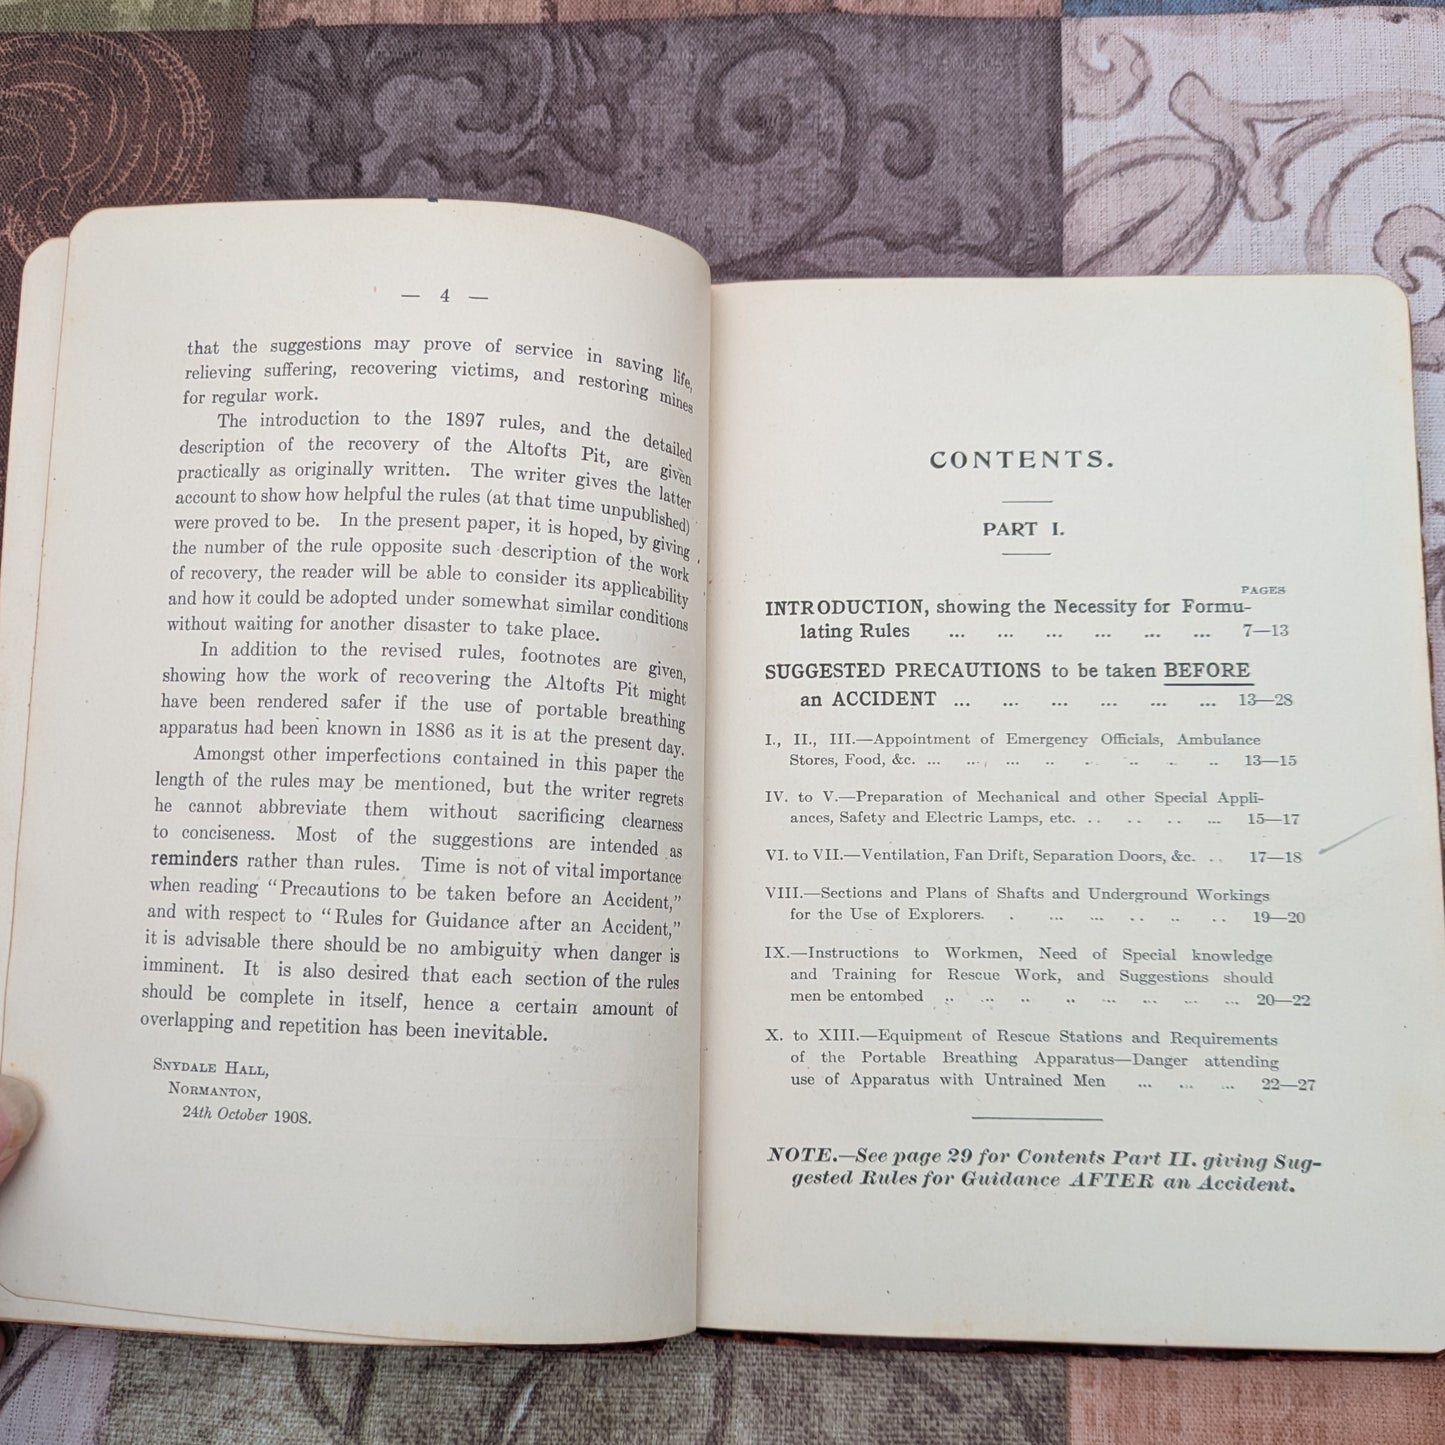 — 4 —
that the suggestions may prove of service in saving life,
relieving suffering, recovering victims, and restoring mines
for regular work.
The introduction to the 1897 rules, and the detailed
description of the recovery of the Altofts Pit, are given
practically as originally written. The writer gives the latter
account to show how helpful the rules (at that time unpublished)
were proved to be. In the present paper, it is hoped, by giving
the number of the rule opposite such description of the work
of recovery, the reader will be able to consider its applicability
and how it could be adopted under somewhat similar conditions
without waiting for another disaster to take place.
In addition to the revised rules, footnotes are given,
showing how the work of recovering the Altofts Pit might
have been rendered safer if the use of portable breathing
apparatus had been known in 1886 as it is at the present day.
Amongst other imperfections contained in this paper the
length of the rules may be mentioned, but the writer regrets
he cannot abbreviate them without sacrificing clearness
to conciseness. Most of the suggestions are intended as
reminders rather than rules. Time is not of vital importance
when reading "Precautions to be taken before an Accident,"
and with respect to "Rules for Guidance after an Accident,"
it is advisable there should be no ambiguity when danger is
imminent. It is also desired that each section of the rules
should be complete in itself, hence a certain amount of
overlapping and repetition has been inevitable.
Snydale Hall,
Normanton,
24th October 1908.
CONTENTS.
PART I.
PAGES
INTRODUCTION, showing the Necessity for Formu-
lating Rules ... ... ... ... ... ... 7—13
SUGGESTED PRECAUTIONS to be taken BEFORE
an ACCIDENT ... ... ... ... ... ... 13—28
I., II., III.—Appointment of Emergency Officials, Ambulance
Stores, Food, &c. ... ... ... .. . .. . .. 13—15
IV. to V.—Preparation of Mechanical and other Special Appli-
ances, Safety and Electric Lamps, etc. .. .. .. ... 15—17
VI. to VII.—Ventilation, Fan Drift, Separation Doors, &c. .. 17—18
VIII.—Sections and Plans of Shafts and Underground Workings
for the Use of Explorers. . ... ... .. .. .. 19—20
IX.—Instructions to Workmen, Need of Special knowledge
and Training for Rescue Work, and Suggestions should
men be entombed .. ... .. .. ... ... ... ... 20—22
X. to XIII.—Equipment of Rescue Stations and Requirements
of the Portable Breathing Apparatus—Danger attending
use of Apparatus with Untrained Men ... ... ... 22—27
NOTE.—See page 29 for Contents Part II. giving Sug-
gested Rules for Guidance AFTER an Accident.